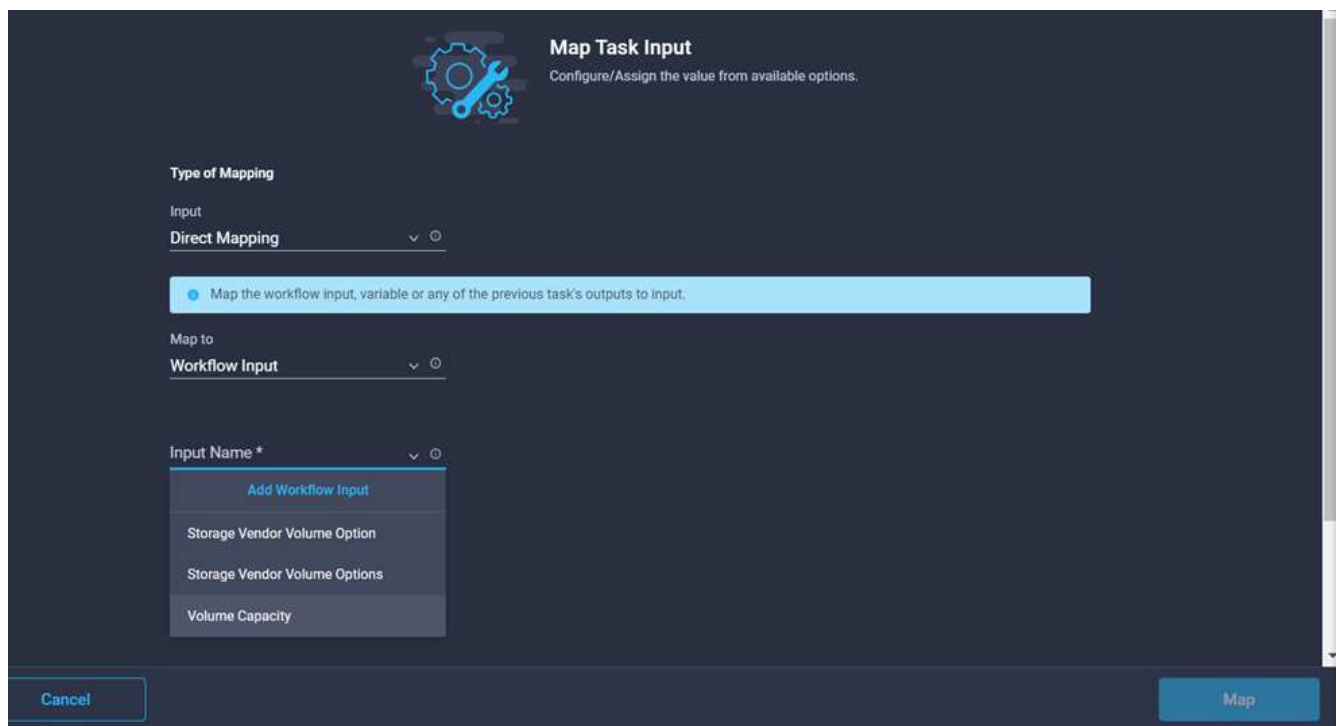 Map Task Input
Configure/Assign the value from available options.
Type of Mapping
Input
Direct Mapping
Map the workflow input, variable or any of the previous task's outputs to input.
Map to
Workflow Input
Input Name *
Add Workflow Input
Storage Vendor Volume Option
Storage Vendor Volume Options
Volume Capacity
Cancel
Map